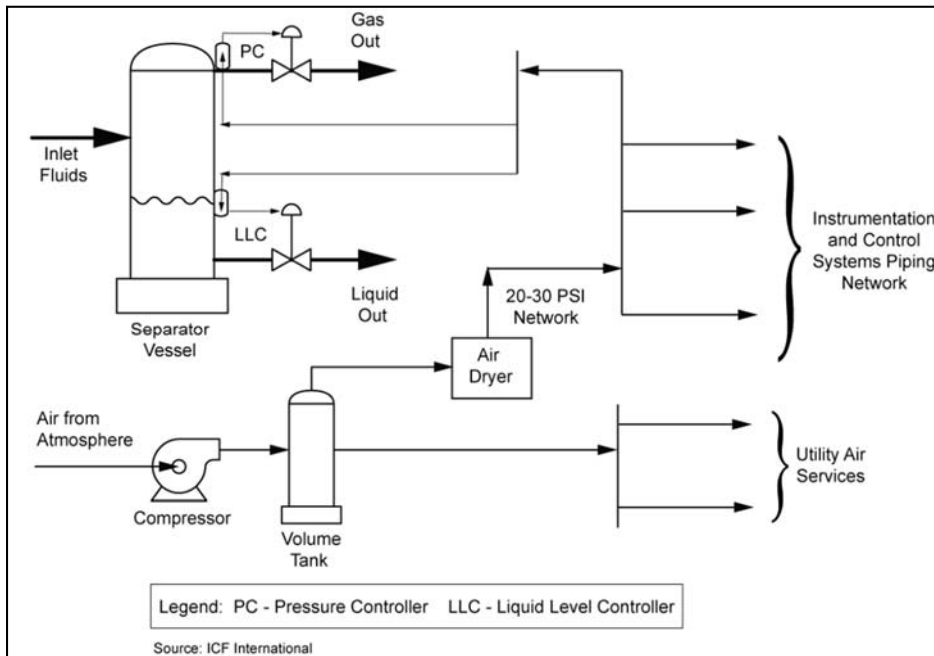 Gas
Out
PC
Inlet
Fluids
LLC
Liquid
Out
Separator
Vessel
20-30 PSI
Network
Instrumentation
and Control
Systems Piping
Network
Air
Dryer
Air from
Atmosphere
Compressor
Volume
Tank
Utility Air
Services
Legend: PC - Pressure Controller LLC - Liquid Level Controller
Source: ICF International